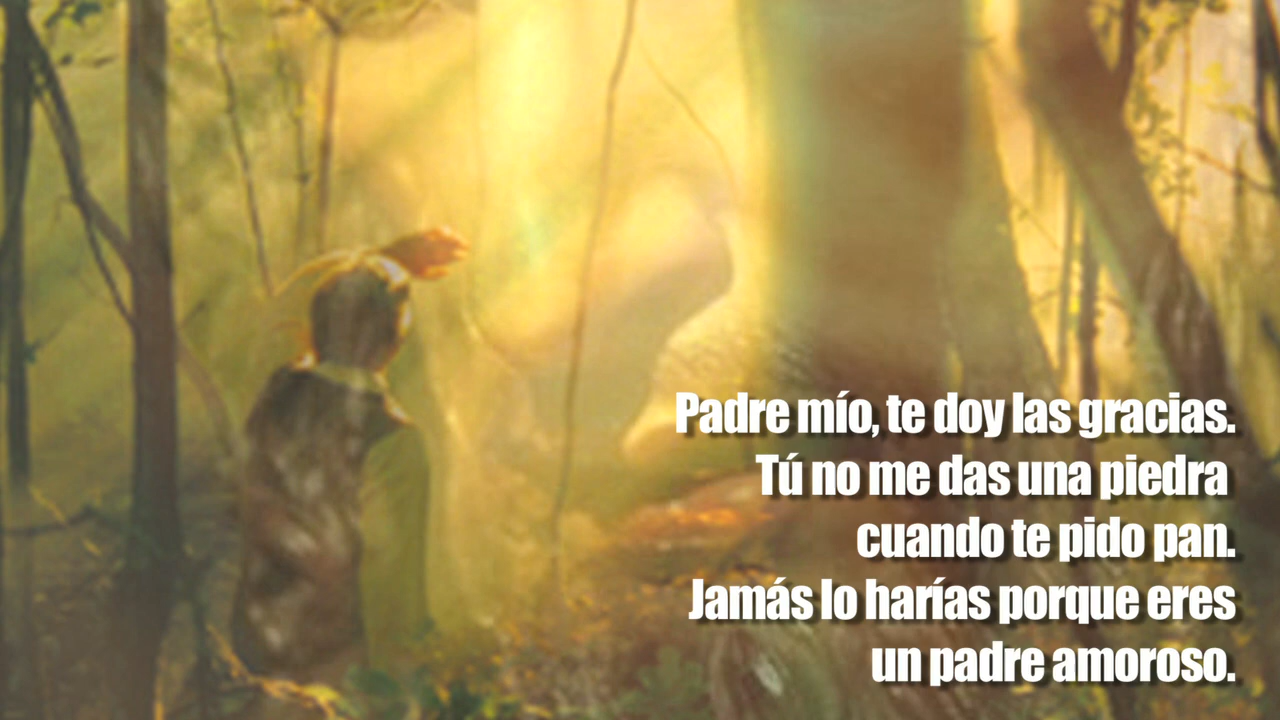 Padre mío, te doy las gracias.
Tú no me das una piedra
cuando te pido pan.
Jamás lo harías porque eres
un padre amoroso.